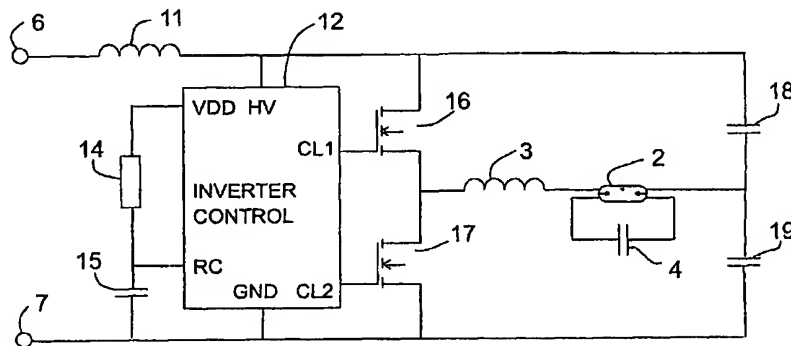 6
11
12
VDD HV
16
18
CL1
14
3
2
INVERTER
CONTROL
17
15
RC
19
4
7
GND CL2